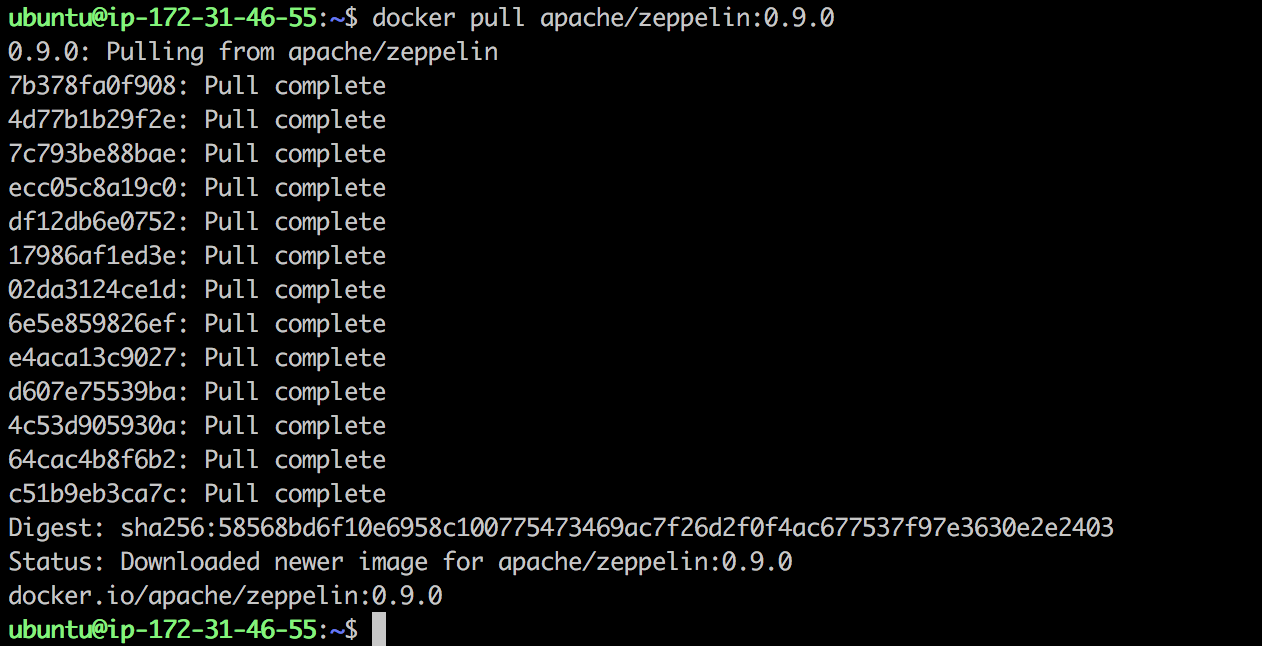 ubuntu@ip-172-31-46-55:~$ docker pull apache/zeppelin:0.9.0
0.9.0: Pulling from apache/zeppelin
7b378fa0f908: Pull complete
4d77b1b29f2e: Pull complete
7c793be88bae: Pull complete
ecc05c8a19c0: Pull complete
df12db6e0752: Pull complete
17986af1ed3e: Pull complete
02da3124ce1d: Pull complete
6e5e859826ef: Pull complete
e4aca13c9027: Pull complete
d607e75539ba: Pull complete
4c53d905930a: Pull complete
64cac4b8f6b2: Pull complete
c51b9eb3ca7c: Pull complete
Digest: sha256:58568bd6f10e6958c100775473469ac7f26d2f0f4ac677537f97e3630e2e2403
Status: Downloaded newer image for apache/zeppelin:0.9.0
docker.io/apache/zeppelin:0.9.0
ubuntu@ip-172-31-46-55:~$